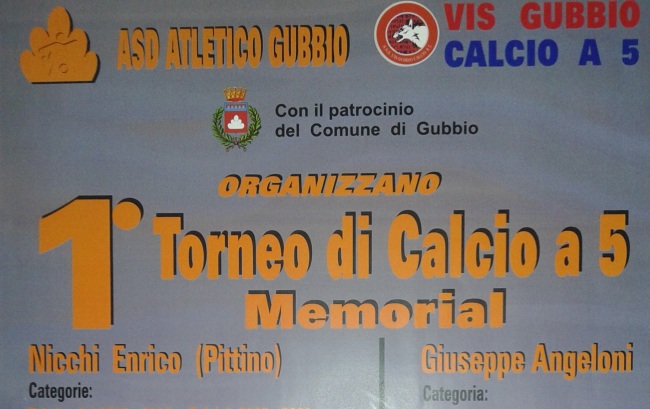 ASD ATLETICO GUBBIO
VIS GUBBIO
CALCIO A 5
Con il patrocinio
del Comune di Gubbio
ORGANIZZANO
1° Torneo di Calcio a 5
Memorial
Nicchi Enrico (Pittino)
Giuseppe Angeloni
Categorie:
Categoria: